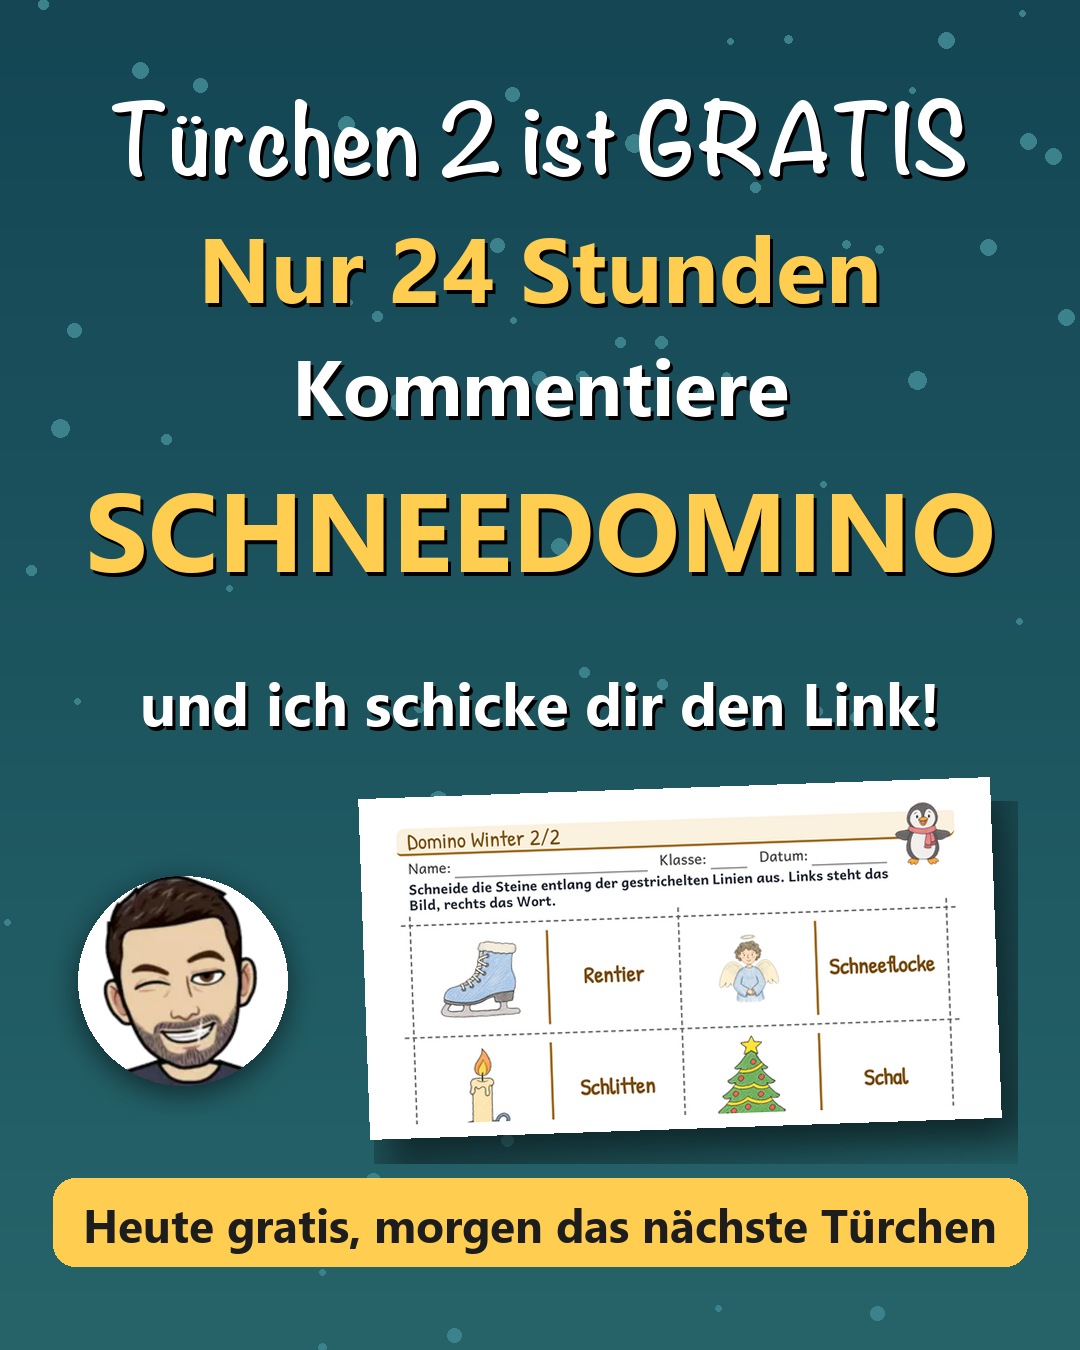 Türchen 2 ist GRATIS
Nur 24 Stunden
Kommentiere
SCHNEEDOMINO
und ich schicke dir den Link!
Domino Winter 2/2
Name: Klasse: Datum:
Schneide die Steine entlang der gestrichelten Linien aus. Links steht das
Bild, rechts das Wort.
Rentier Schneeflocke
Schlitten Schal
Heute gratis, morgen das nächste Türchen